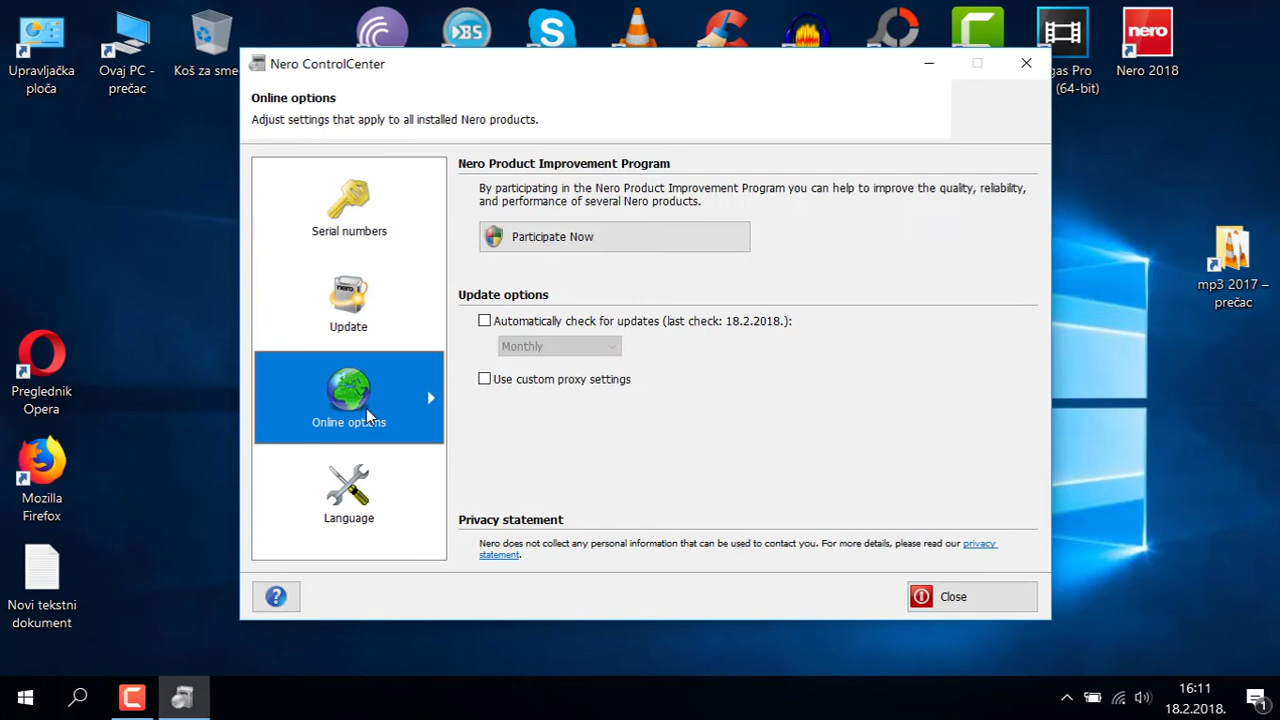 Upravljačka
ploča
Ovaj PC -
prečac
Koš za sme
BS
S
nero
gas Pro
(64-bit)
Nero 2018
Nero ControlCenter
Online options
Adjust settings that apply to all installed Nero products.
Serial numbers
nero
Update
Online options
Language
Nero Product Improvement Program
By participating in the Nero Product Improvement Program you can help to improve the quality, reliability,
and performance of several Nero products.
Participate Now
Update options
Automatically check for updates (last check: 18.2.2018.):
Monthly
Use custom proxy settings
Privacy statement
Nero does not collect any personal information that can be used to contact you. For more details, please read our privacy
statement.
?
Close
mp3 2017 –
prečac
Preglednik
Opera
Mozilla
Firefox
Novi tekstni
dokument
16:11
18.2.2018.
1